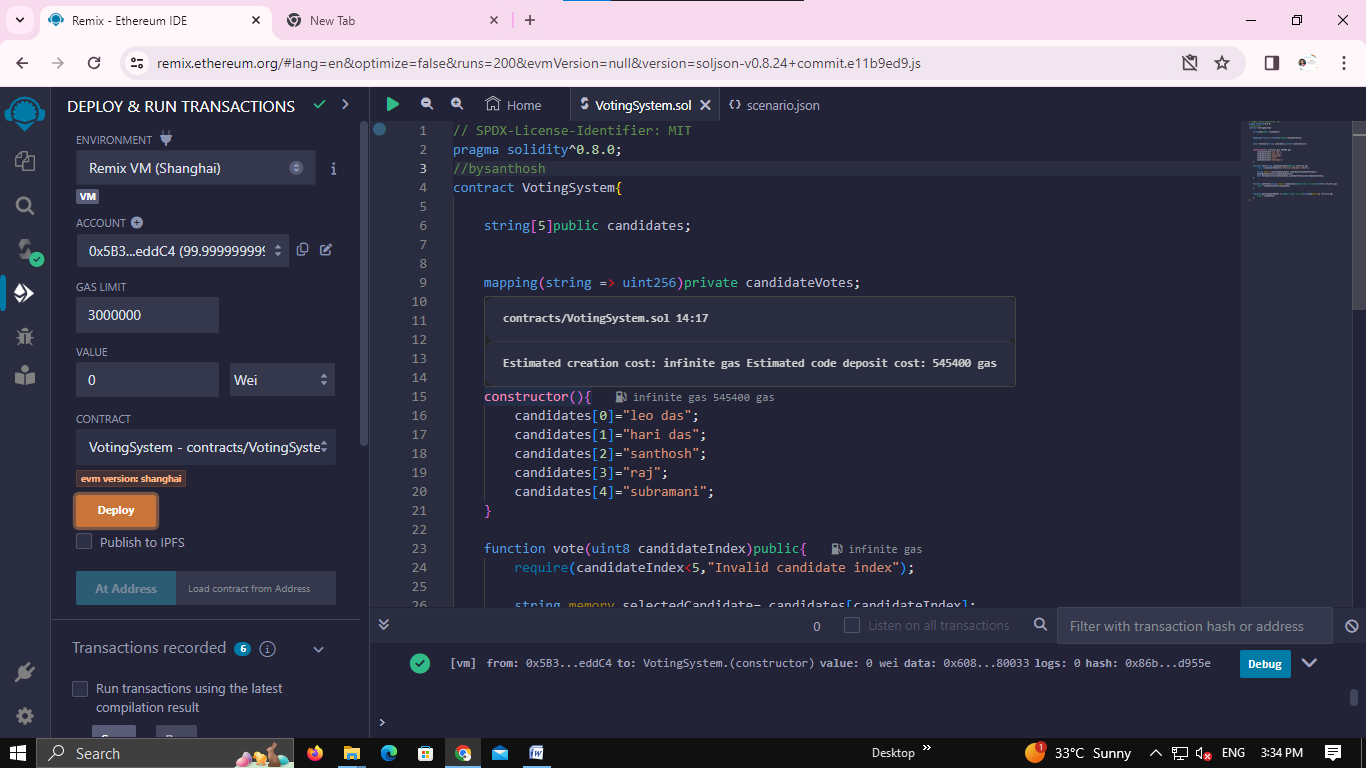 Remix - Ethereum IDE
New Tab
remix.ethereum.org/#lang=en&optimize=false&runs=200&evmVersion=null&version=soljson-v0.8.24+commit.e11b9ed9.js
DEPLOY & RUN TRANSACTIONS
ENVIRONMENT
Remix VM (Shanghai)
VM
ACCOUNT
0x5B3...eddC4 (99.9999999999
GAS LIMIT
3000000
VALUE
0
Wei
CONTRACT
VotingSystem - contracts/VotingSyste
evm version: shanghai
Deploy
Publish to IPFS
At Address
Load contract from Address
Transactions recorded 6
Run transactions using the latest
compilation result
Home
VotingSystem.sol
scenario.json
1 // SPDX-License-Identifier: MIT
2 pragma solidity^0.8.0;
3 //bysanthosh
4 contract VotingSystem{
5
6 string[5]public candidates;
7
8
9 mapping(string => uint256)private candidateVotes;
10
11
12
13
14
contracts/VotingSystem.sol 14:17
Estimated creation cost: infinite gas Estimated code deposit cost: 545400 gas
15 constructor(){ infinite gas 545400 gas
16 candidates[0]="leo das";
17 candidates[1]="hari das";
18 candidates[2]="santhosh";
19 candidates[3]="raj";
20 candidates[4]="subramani";
21 }
22
23 function vote(uint8 candidateIndex)public{ infinite gas
24 require(candidateIndex<5,"Invalid candidate index");
25
26 string memory selectedCandidate= candidates[candidateIndex];
0
Listen on all transactions
Filter with transaction hash or address
[vm] from: 0x5B3...eddC4 to: VotingSystem.(constructor) value: 0 wei data: 0x608...80033 logs: 0 hash: 0x86b...d955e
Debug
>
Search
Desktop
1
33°C Sunny
ENG
3:34 PM